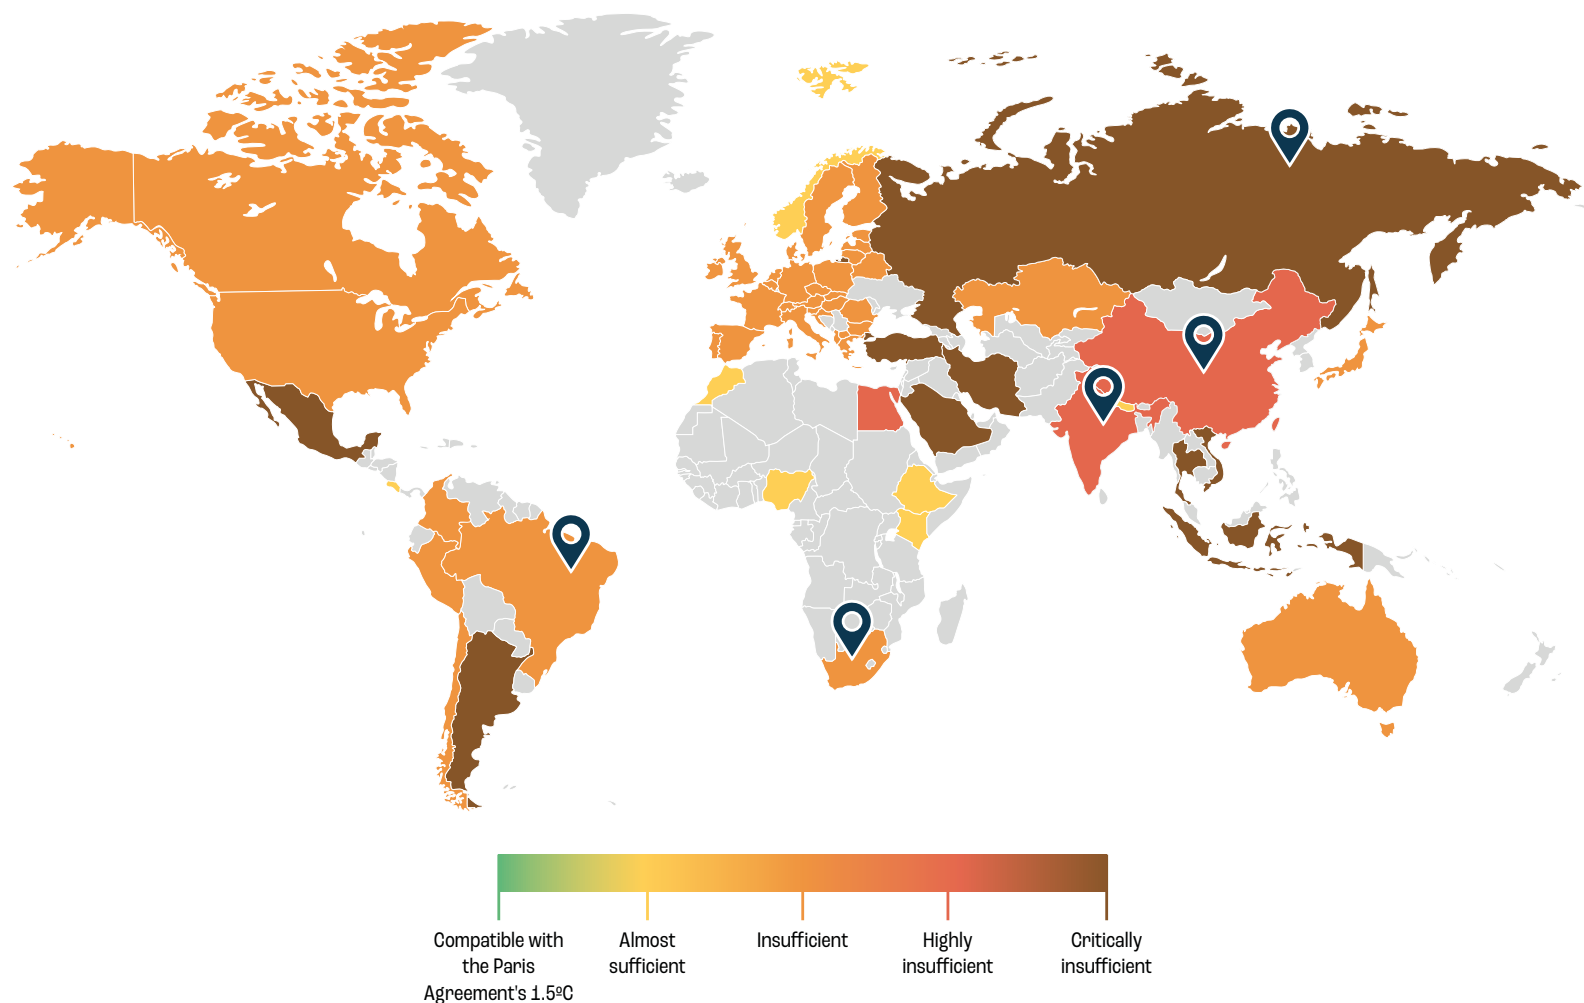 Compatible with
the Paris
Agreement's 1.5ºC
Almost
sufficient
Insufficient
Highly
insufficient
Critically
insufficient